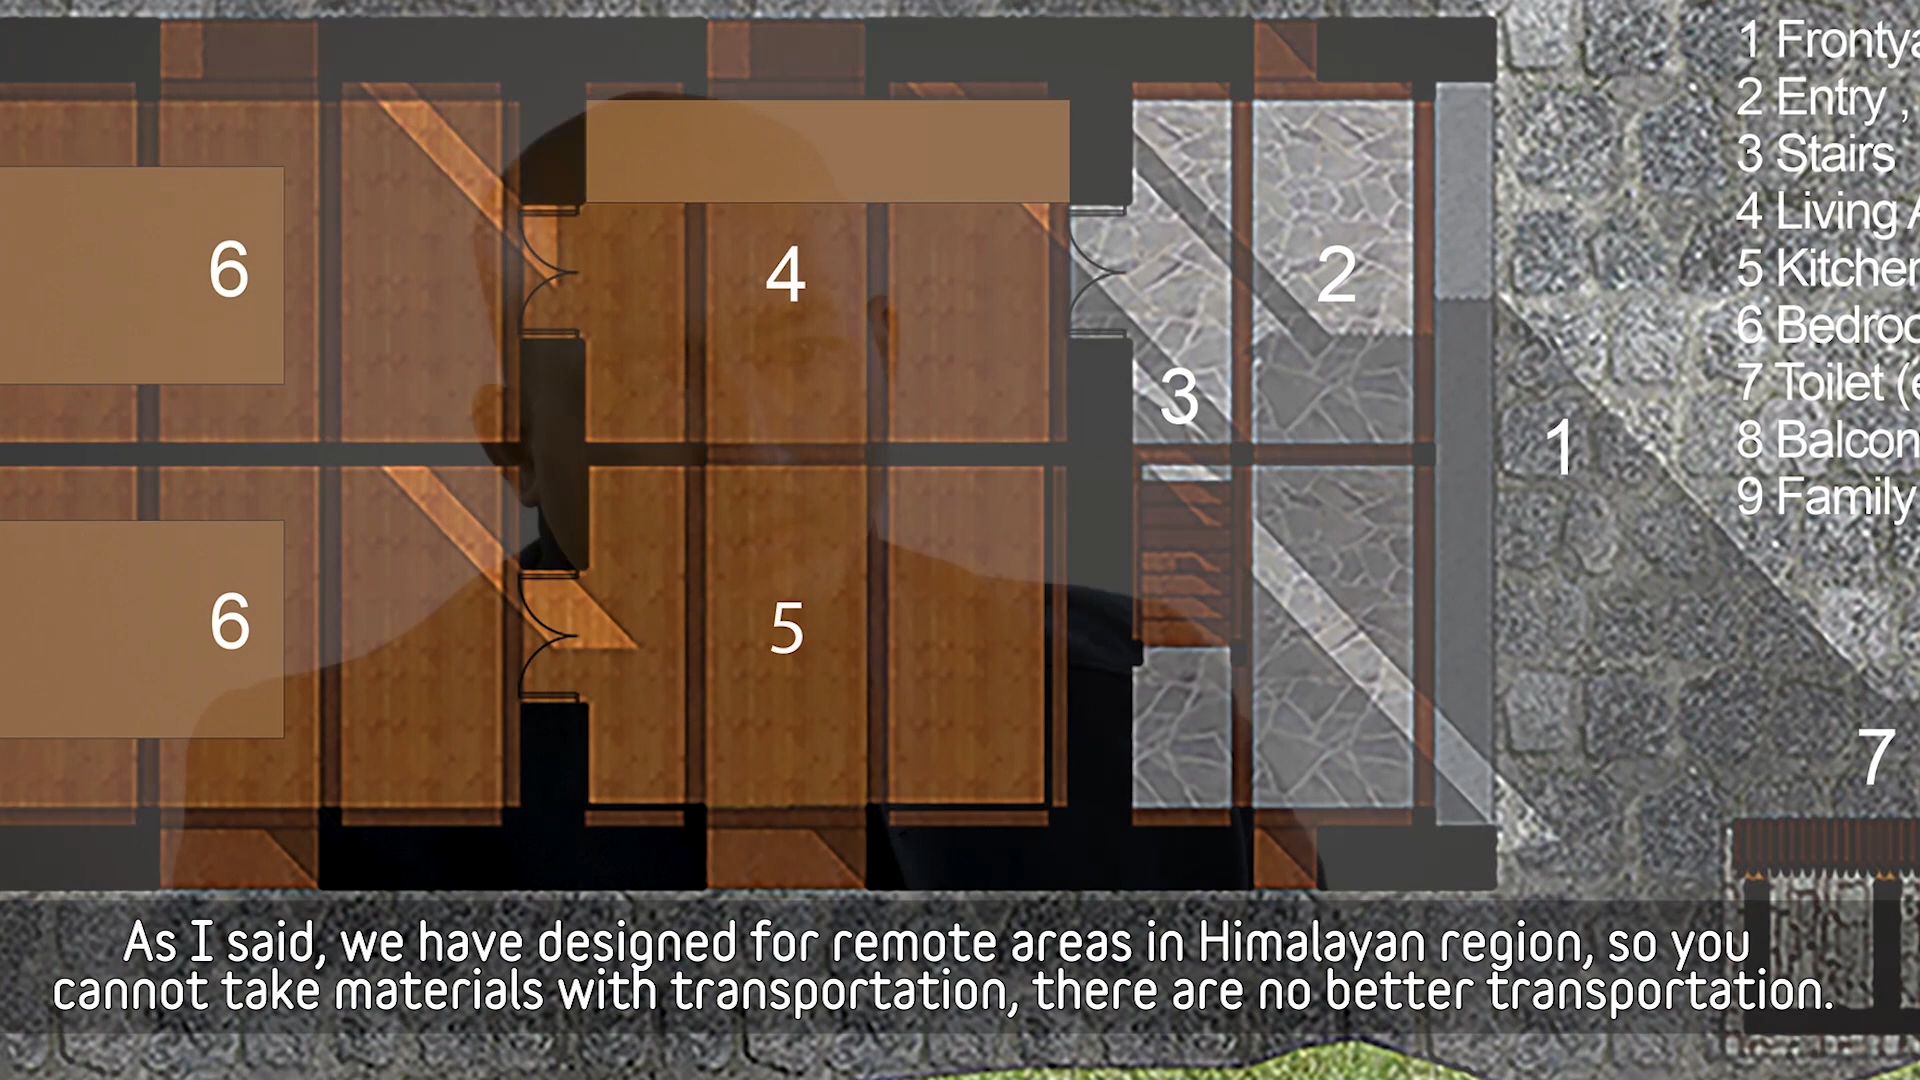 1 Frontya
2 Entry ,
3 Stairs
4 Living A
5 Kitchen
6 Bedroo
7 Toilet (e
8 Balcon
9 Family
6
4
2
3
1
6
5
7
As I said, we have designed for remote areas in Himalayan region, so you
cannot take materials with transportation, there are no better transportation.